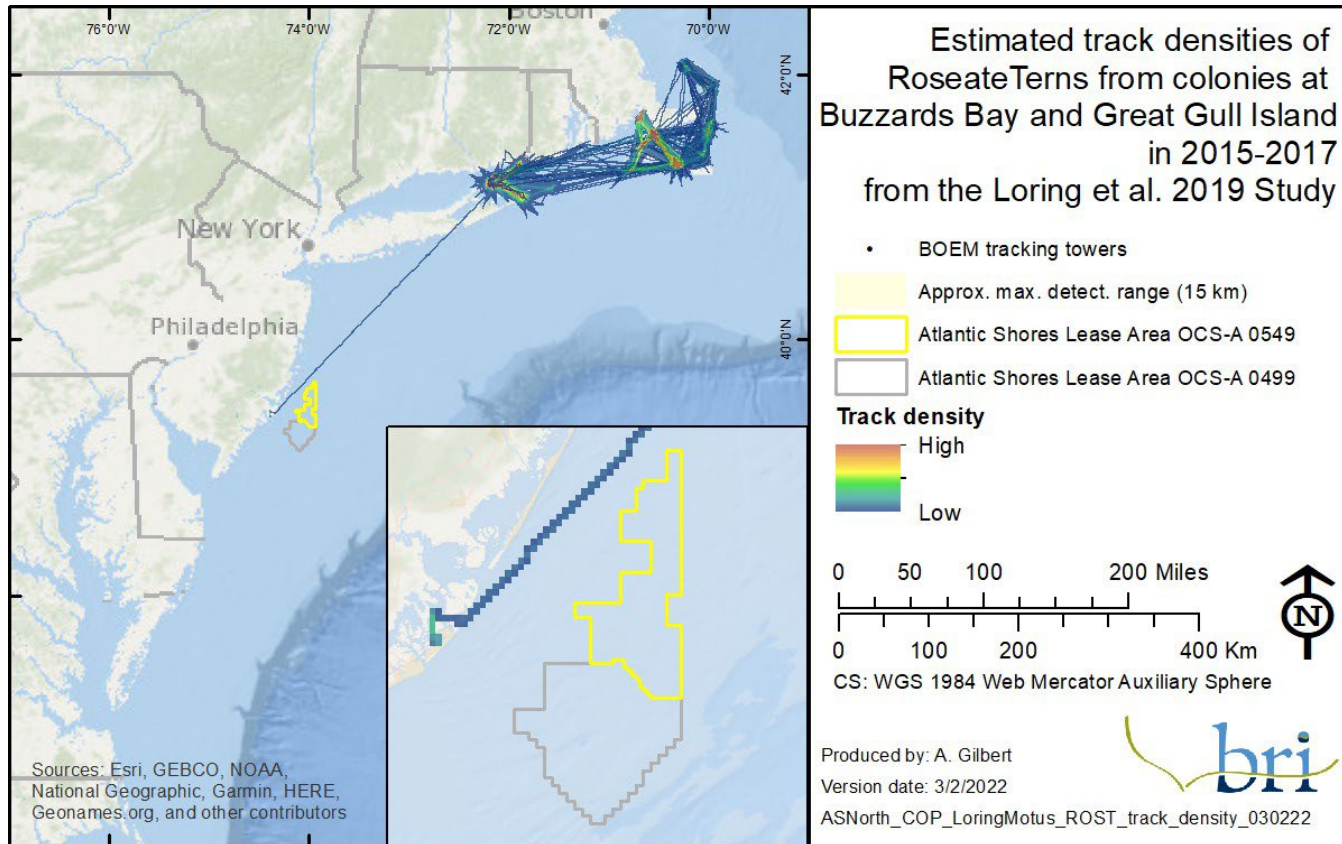 76°0'W
74°0'W
72°0'W
70°0'W
Boston
42°0'N
New York
Philadelphia
40°0'N
Sources: Esri, GEBCO, NOAA,
National Geographic, Garmin, HERE,
Geonames.org, and other contributors
Estimated track densities of
RoseateTerns from colonies at
Buzzards Bay and Great Gull Island
in 2015-2017
from the Loring et al. 2019 Study
BOEM tracking towers
Approx. max. detect. range (15 km)
Atlantic Shores Lease Area OCS-A 0549
Atlantic Shores Lease Area OCS-A 0499
Track density
High
Low
0 50 100 200 Miles
0 100 200 400 Km
N
CS: WGS 1984 Web Mercator Auxiliary Sphere
Produced by: A. Gilbert
Version date: 3/2/2022
ASNorth_COP_LoringMotus_ROST_track_density_030222
bri